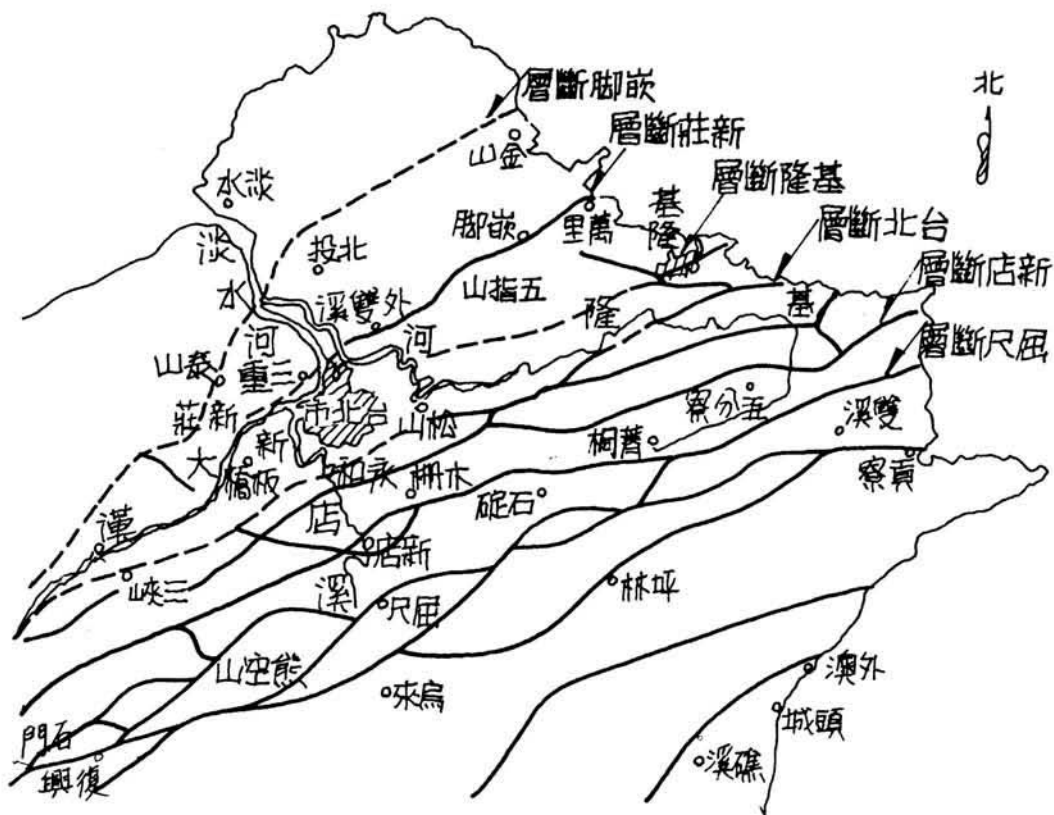 北
嵌脚斷層
新莊斷層
基隆斷層
台北斷層
新店斷層
屈尺斷層
金山
淡水
北投
嵌脚
萬里
基隆
五指山
外雙溪
淡水河
基隆河
泰山
三重
新莊
台北市
松山
五分寮
菁桐
雙溪
貢寮
大漢
新店溪
板橋
永和
木柵
石碇
新店
三峽
屈尺
坪林
熊空山
烏來
外澳
頭城
礁溪
石門
復興